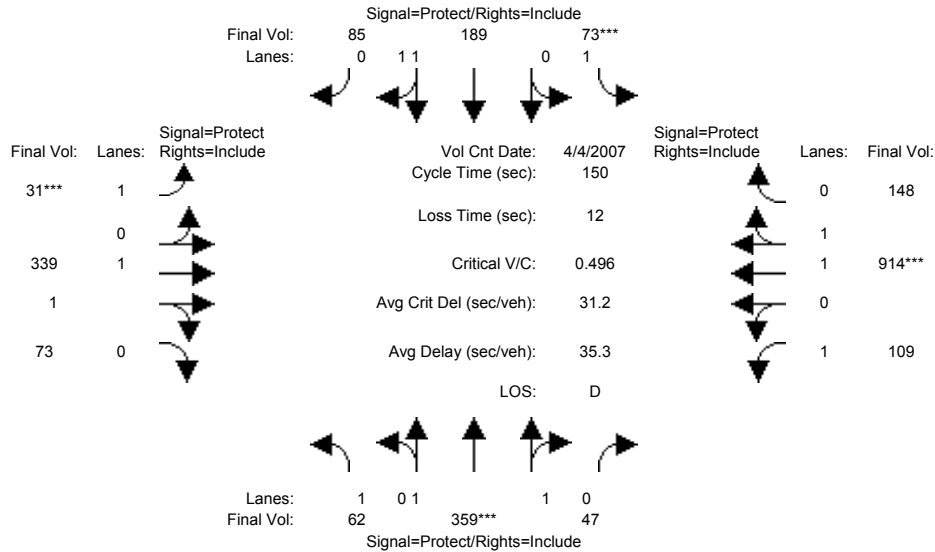 Signal=Protect/Rights=Include
Final Vol: 85 189 73***
Lanes: 0 1 1 0 1
Signal=Protect
Final Vol: Lanes: Rights=Include
Vol Cnt Date: 4/4/2007
Signal=Protect
Rights=Include Lanes: Final Vol:
Cycle Time (sec): 150
31*** 1
0 148
Loss Time (sec): 12
0
1
339 1
Critical V/C: 0.496
1 914***
1 0
Avg Crit Del (sec/veh): 31.2
0
73 0
Avg Delay (sec/veh): 35.3
1 109
LOS: D
Lanes: 1 0 1 1 0
Final Vol: 62 359*** 47
Signal=Protect/Rights=Include